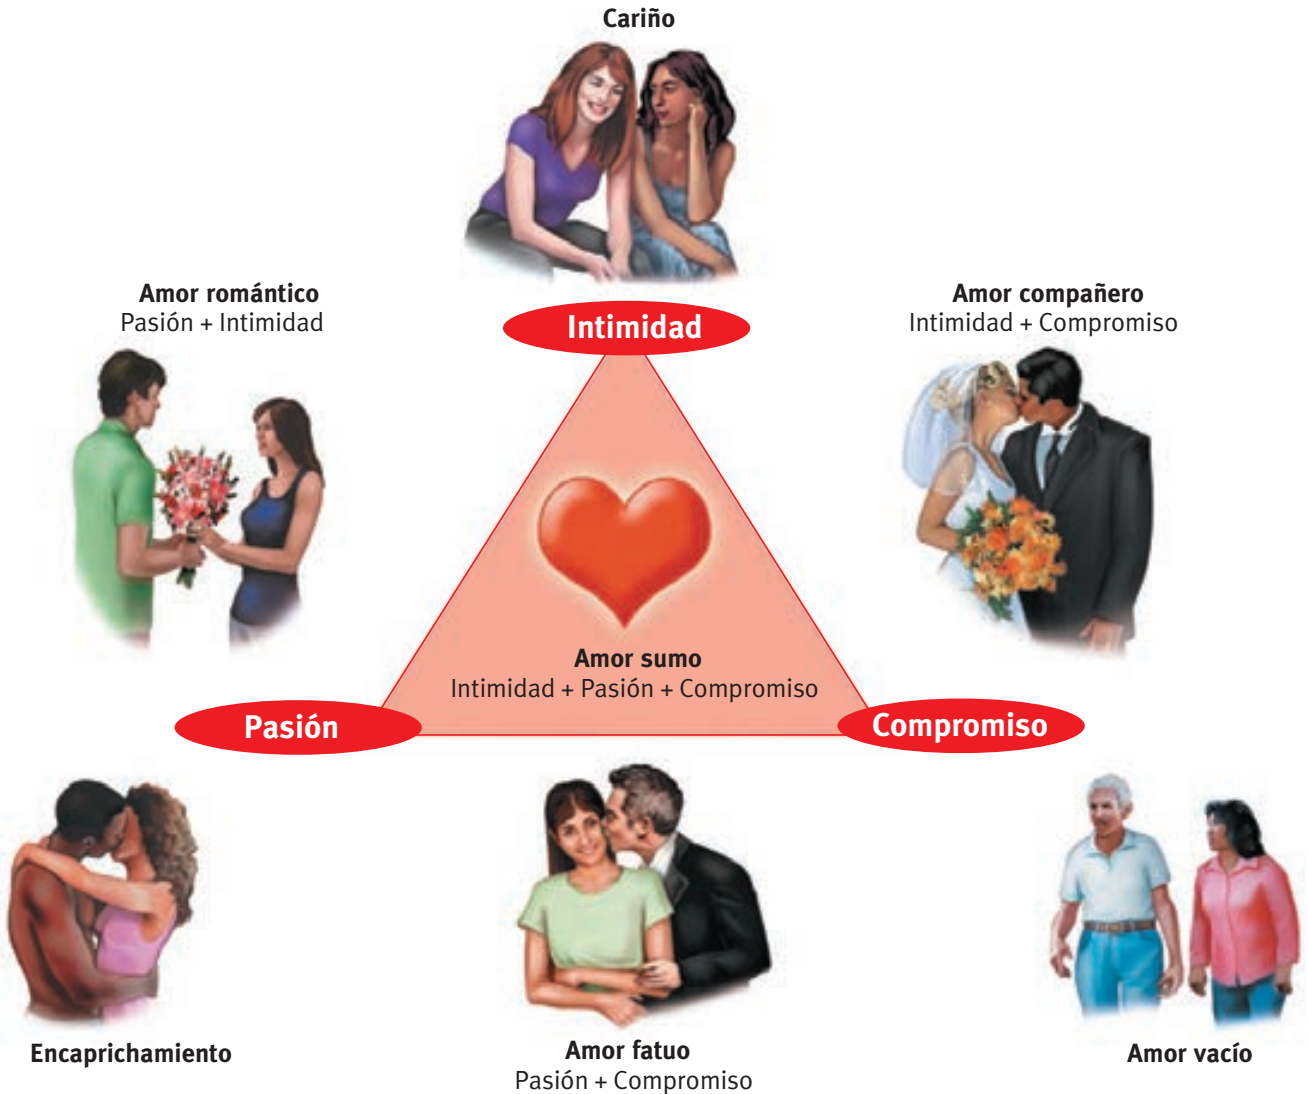 Cariño
Amor romántico
Pasión + Intimidad
Intimidad
Amor compañero
Intimidad + Compromiso
Amor sumo
Intimidad + Pasión + Compromiso
Pasión
Compromiso
Encaprichamiento
Amor fatuo
Pasión + Compromiso
Amor vacío